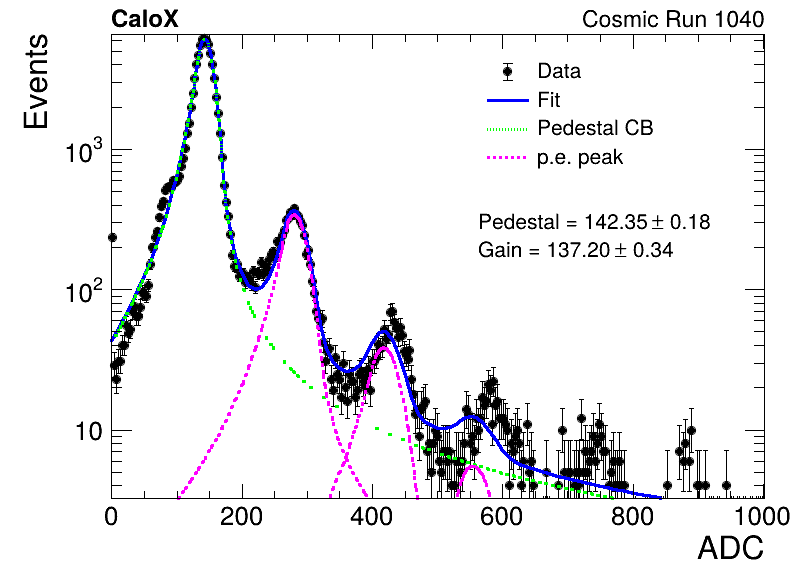 CaloX Cosmic Run 1040
Events
Data
Fit
Pedestal CB
p.e. peak
Pedestal = 142.35 ± 0.18
Gain = 137.20 ± 0.34
10³
10²
10
0 200 400 600 800 1000
ADC